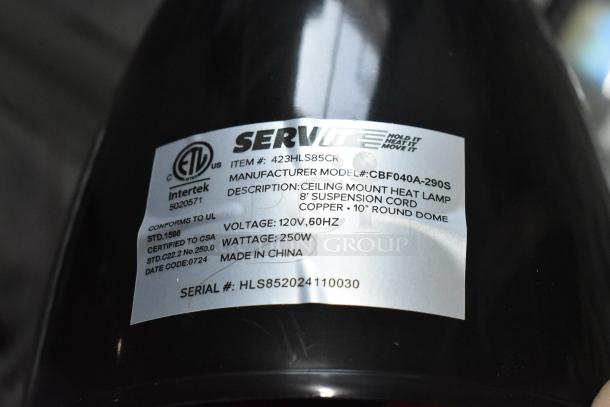 SERVIT HOLD IT
HEAT IT
MOVE IT
ITEM #: 423HLS85CR
MANUFACTURER MODEL#:CBF040A-290S
DESCRIPTION:CEILING MOUNT HEAT LAMP
8' SUSPENSION CORD
COPPER • 10" ROUND DOME
VOLTAGE: 120V,60HZ
WATTAGE: 250W
MADE IN CHINA
C ETL US
Intertek
5020571
CONFORMS TO UL
STD.1598
CERTIFIED TO CSA
STD.C22.2 No.250.0
DATE CODE:0724
SERIAL #: HLS852024110030
GROUP